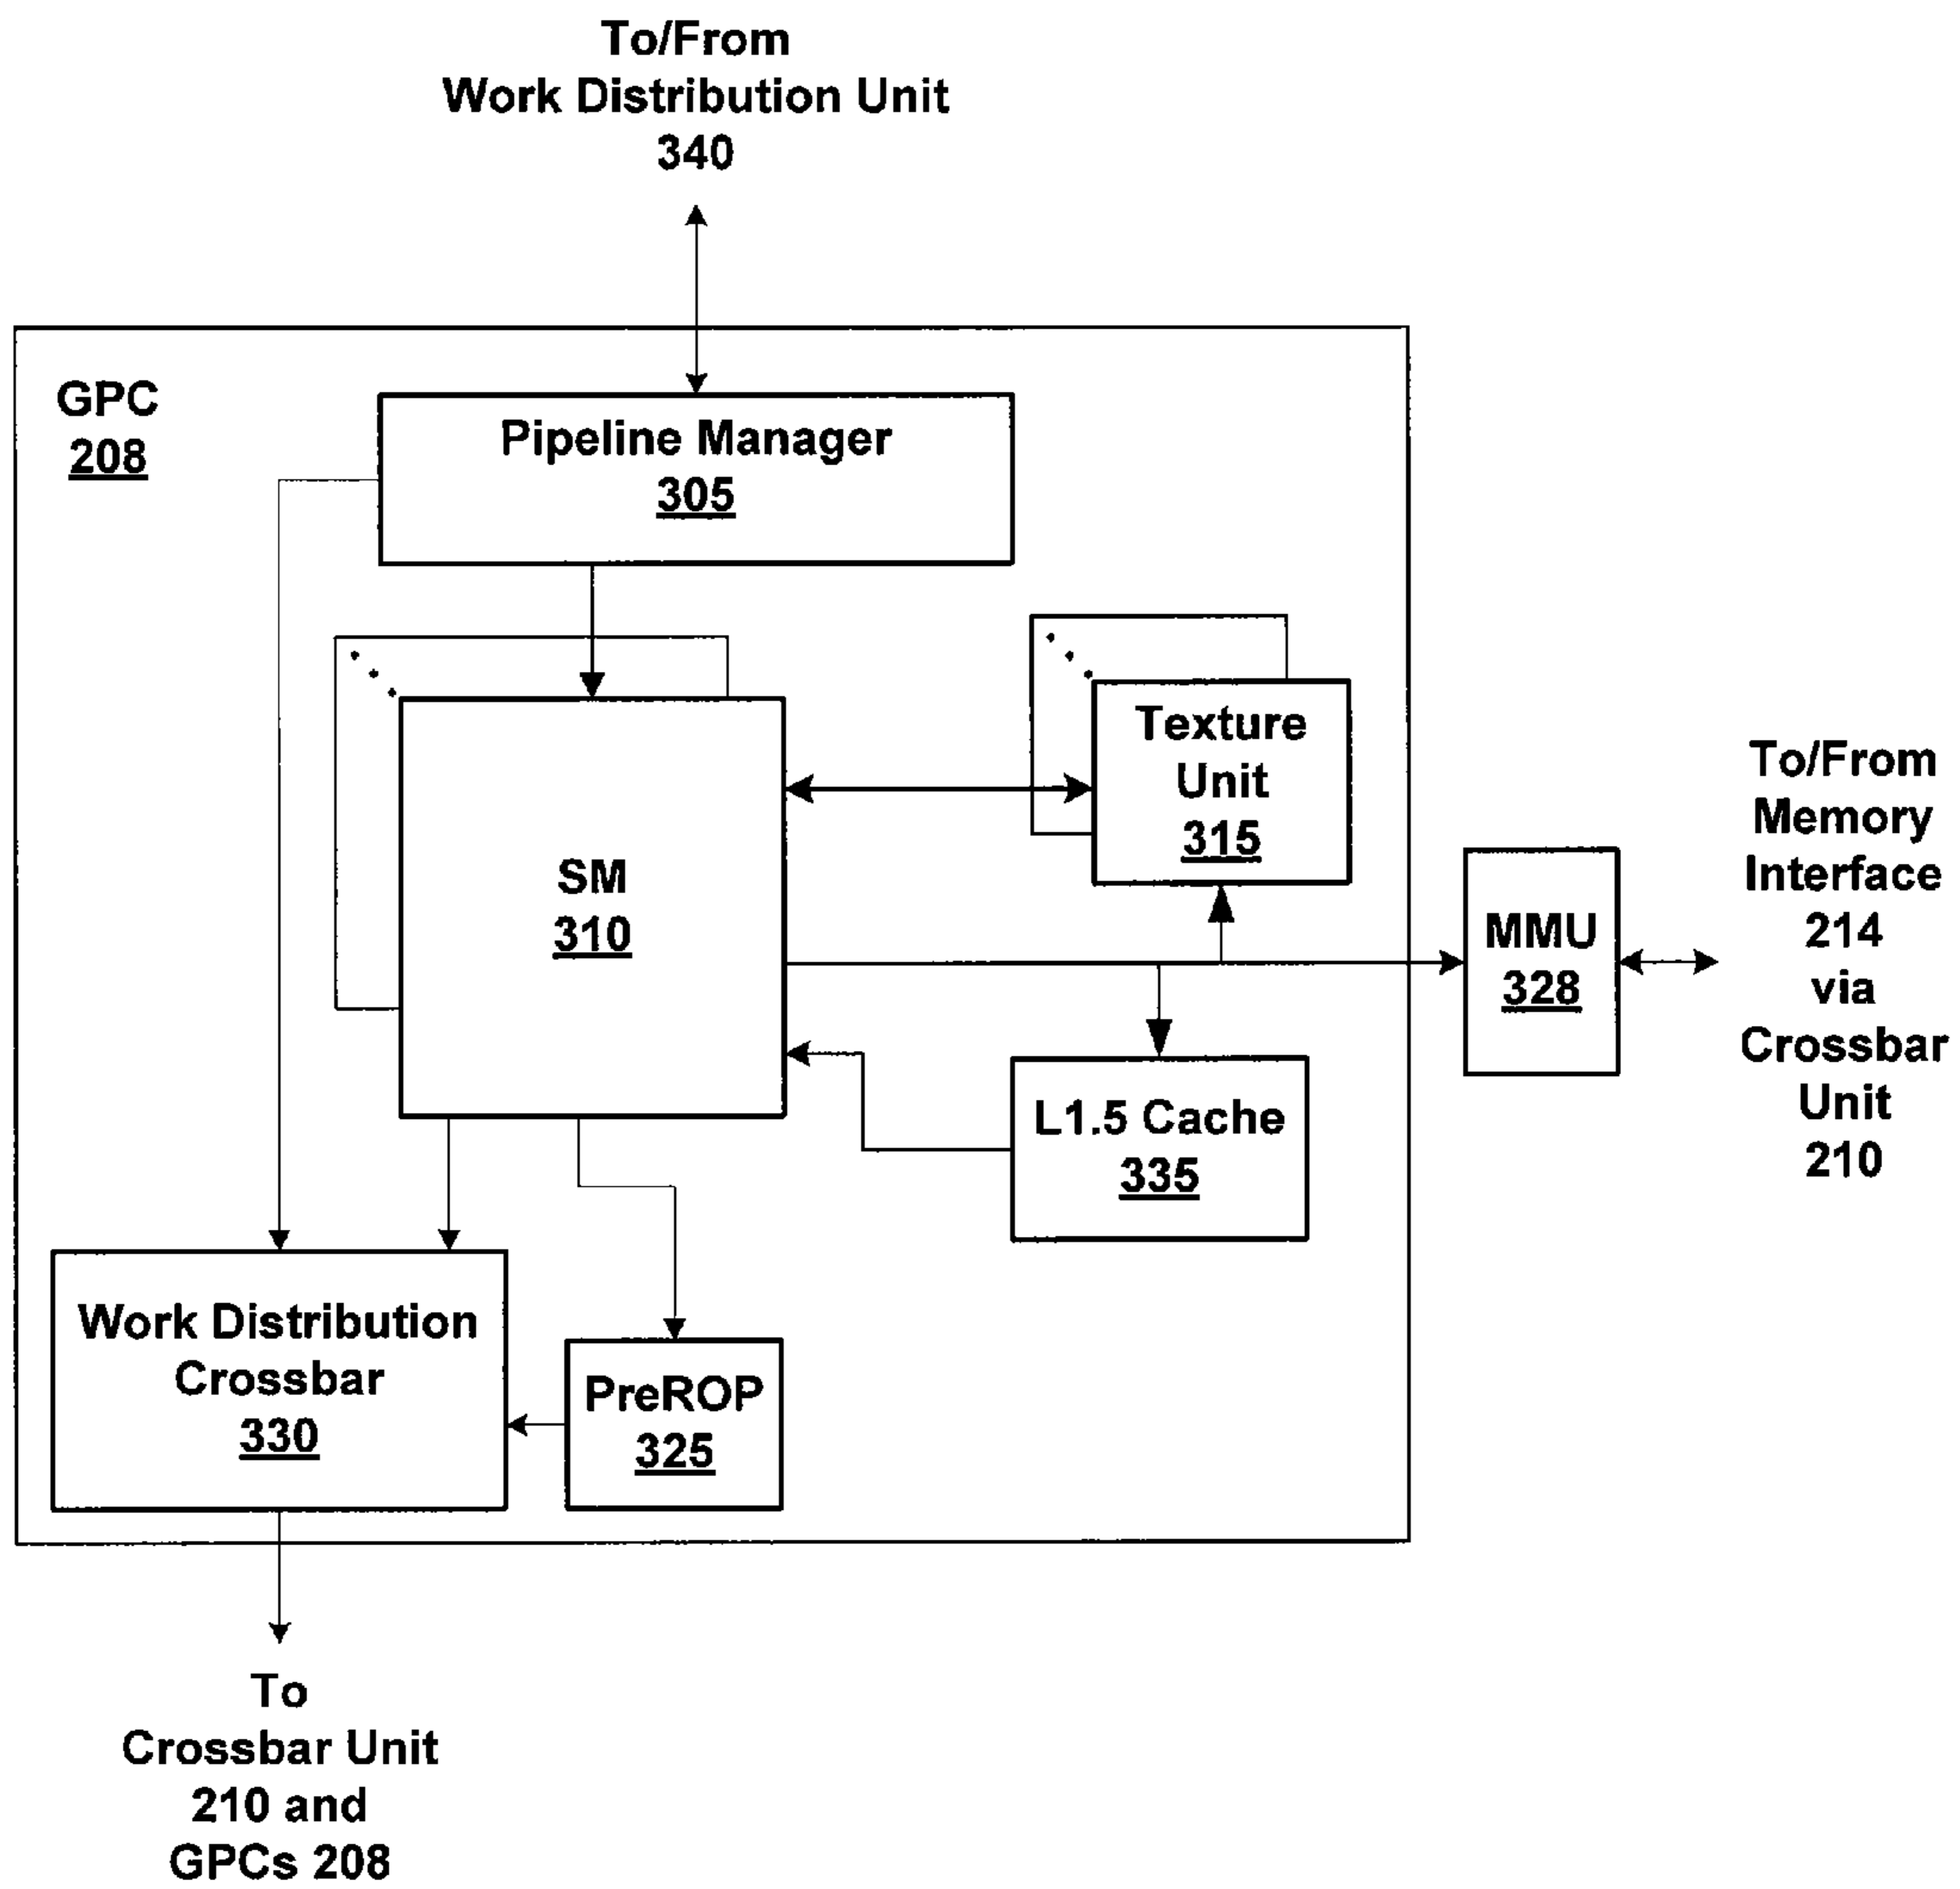 To/From
Work Distribution Unit
340
GPC
208
Pipeline Manager
305
Texture
Unit
315
SM
310
To/From
Memory
Interface
214
via
Crossbar
Unit
210
MMU
328
L1.5 Cache
335
Work Distribution
Crossbar
330
PreROP
325
To
Crossbar Unit
210 and
GPCs 208